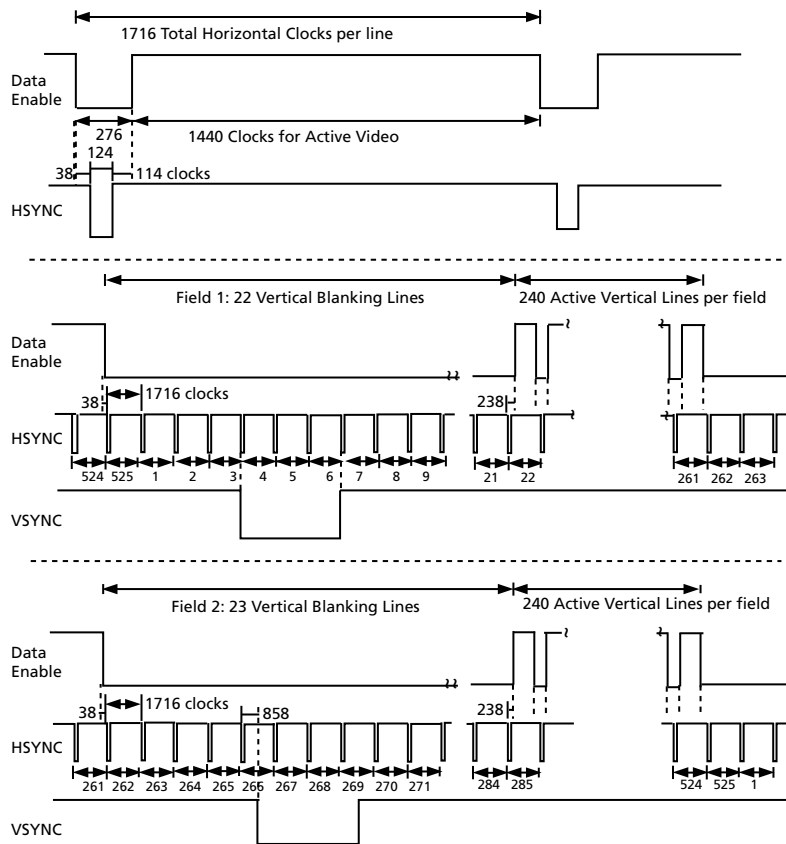 1716 Total Horizontal Clocks per line
Data
Enable
276
1440 Clocks for Active Video
124
38
114 clocks
HSYNC
Field 1: 22 Vertical Blanking Lines
240 Active Vertical Lines per field
Data
Enable
1716 clocks
38
238
HSYNC
524 525 1 2 3 4 5 6 7 8 9 21 22 261 262 263
VSYNC
Field 2: 23 Vertical Blanking Lines
240 Active Vertical Lines per field
Data
Enable
1716 clocks
38
858
238
HSYNC
261 262 263 264 265 266 267 268 269 270 271 284 285 524 525 1
VSYNC